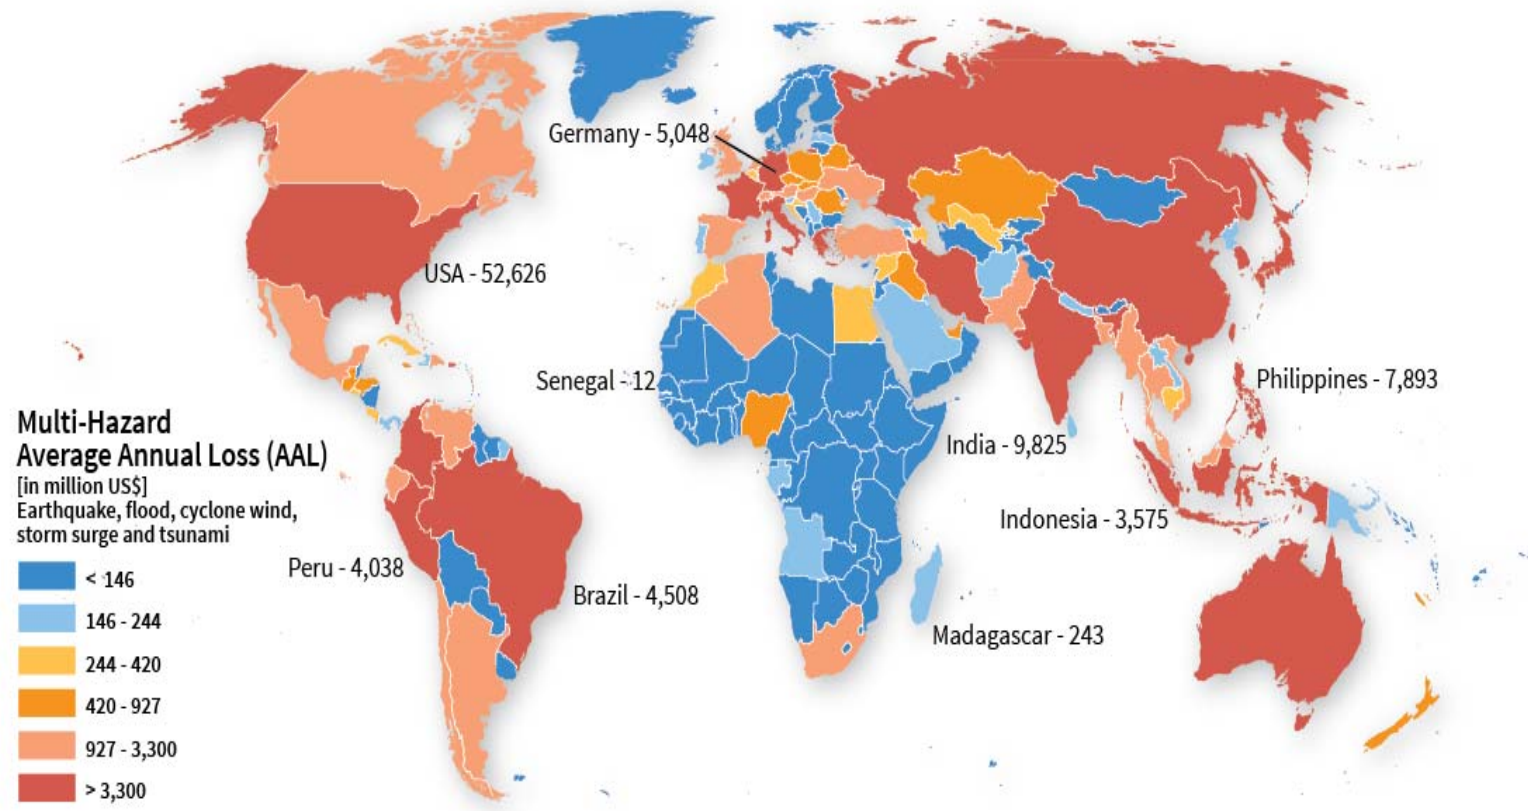 Germany - 5,048
USA - 52,626
Senegal - 12
Philippines - 7,893
India - 9,825
Indonesia - 3,575
Peru - 4,038
Brazil - 4,508
Madagascar - 243
Multi-Hazard
Average Annual Loss (AAL)
[in million US$]
Earthquake, flood, cyclone wind,
storm surge and tsunami
< 146
146 - 244
244 - 420
420 - 927
927 - 3,300
> 3,300